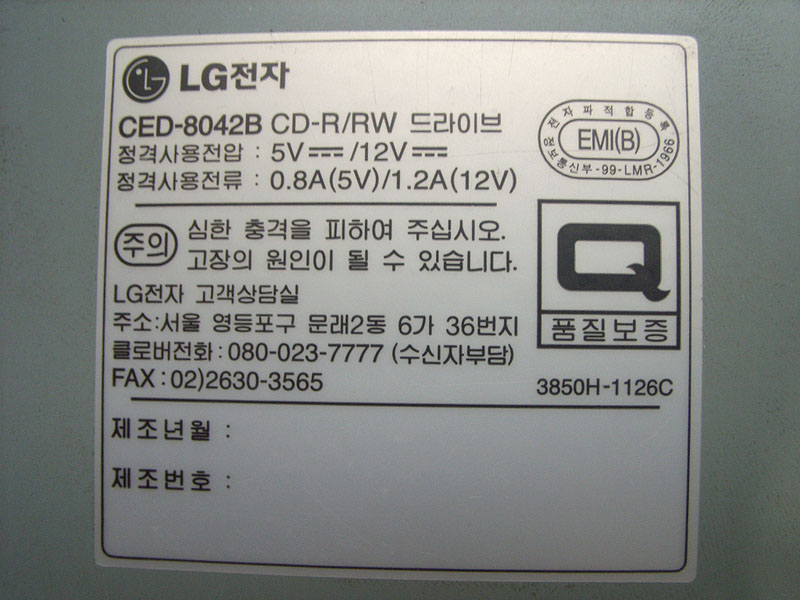 LG전자
CED-8042B CD-R/RW 드라이브
정격사용전압 : 5V⎓/12V⎓
정격사용전류 : 0.8A(5V)/1.2A(12V)
전자파적합등록
EMI(B)
정보통신부-99-LMR-1966
주의
심한 충격을 피하여 주십시오.
고장의 원인이 될 수 있습니다.
Q
품질보증
LG전자 고객상담실
주소:서울 영등포구 문래2동 6가 36번지
클로버전화 : 080-023-7777 (수신자부담)
FAX : 02)2630-3565
3850H-1126C
제조년월 :
제조번호 :